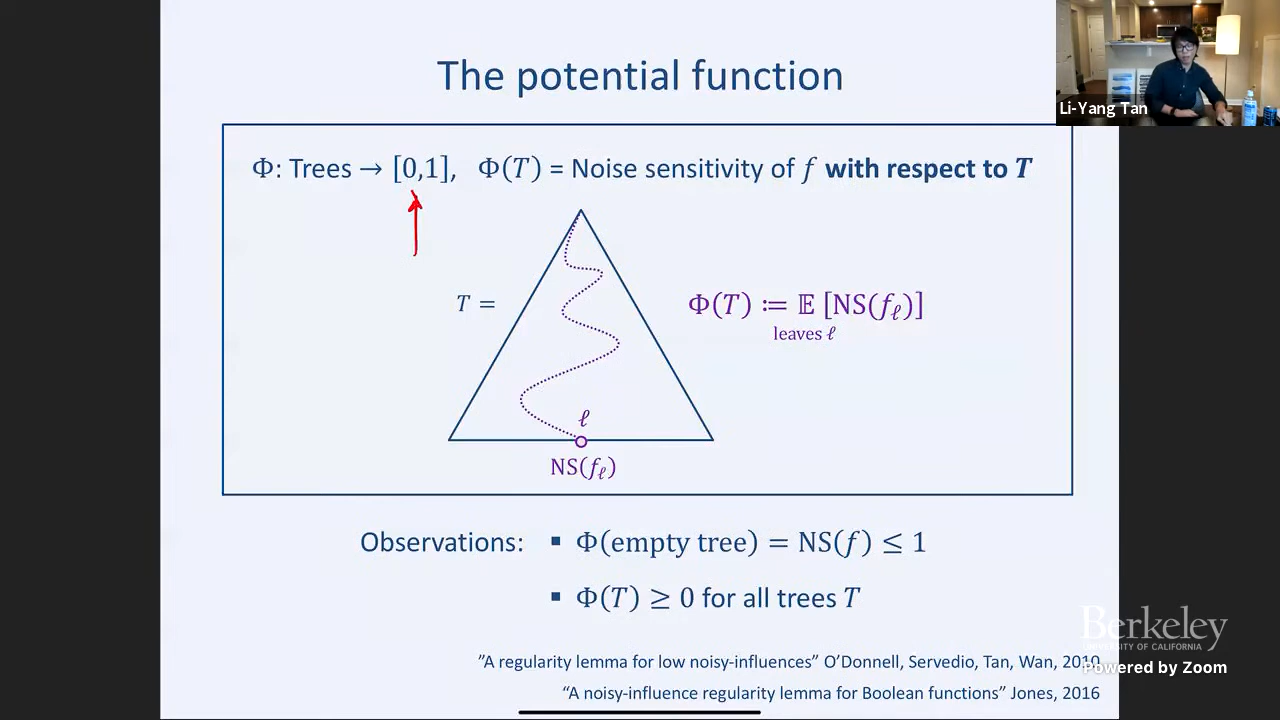 The potential function
Li-Yang Tan
Φ: Trees → [0,1], Φ(T) = Noise sensitivity of f with respect to T
T =
Φ(T) ≔ 𝔼 [NS(f_ℓ)]
leaves ℓ
ℓ
NS(f_ℓ)
Observations: ▪ Φ(empty tree) = NS(f) ≤ 1
▪ Φ(T) ≥ 0 for all trees T
Berkeley
UNIVERSITY OF CALIFORNIA
”A regularity lemma for low noisy-influences” O’Donnell, Servedio, Tan, Wan, 2010
Powered by Zoom
“A noisy-influence regularity lemma for Boolean functions” Jones, 2016